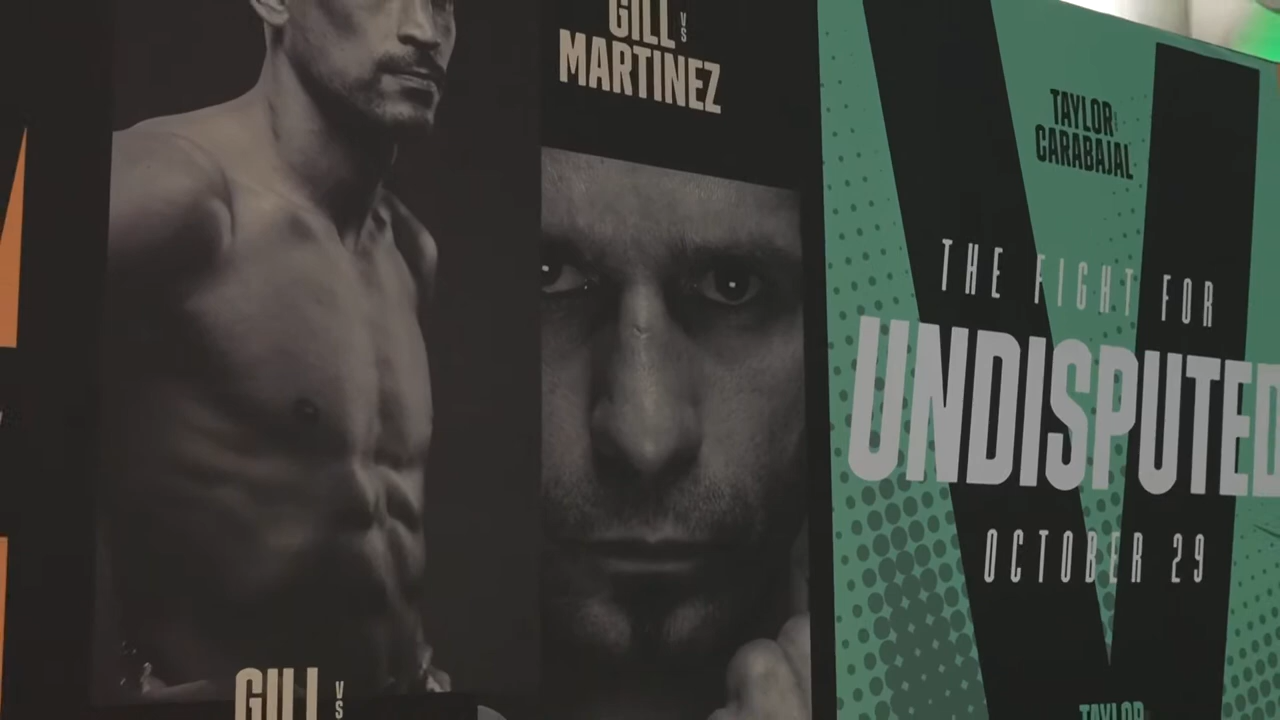 GILL VS
MARTINEZ
TAYLOR
CARABAJAL
THE FIGHT FOR
UNDISPUTED
OCTOBER 29
GILL VS
TAYLOR